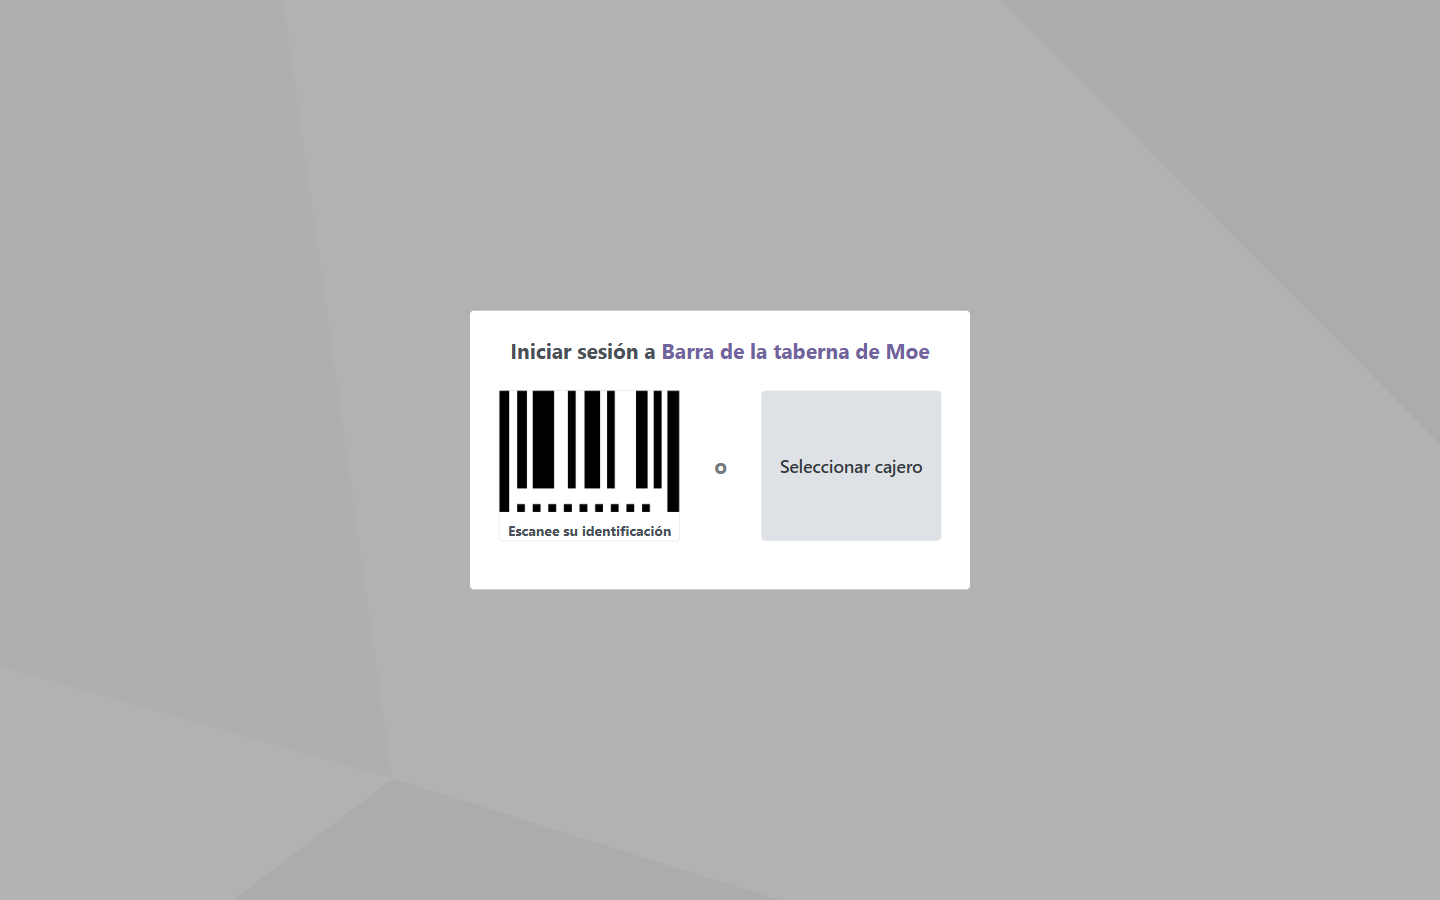 Iniciar sesión a Barra de la taberna de Moe
Escanee su identificación
o
Seleccionar cajero